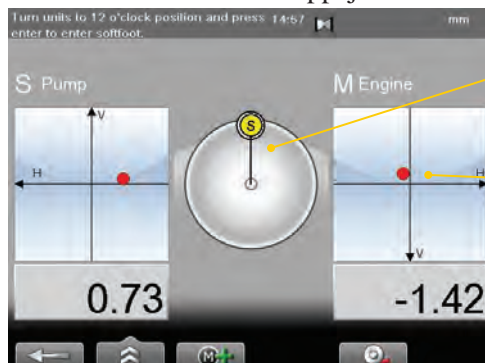 Turn units to 12 o'clock position and press 14:57 mm
enter to enter softfoot.
S Pump
M Engine
V
S
H
H
V
0.73
-1.42
M